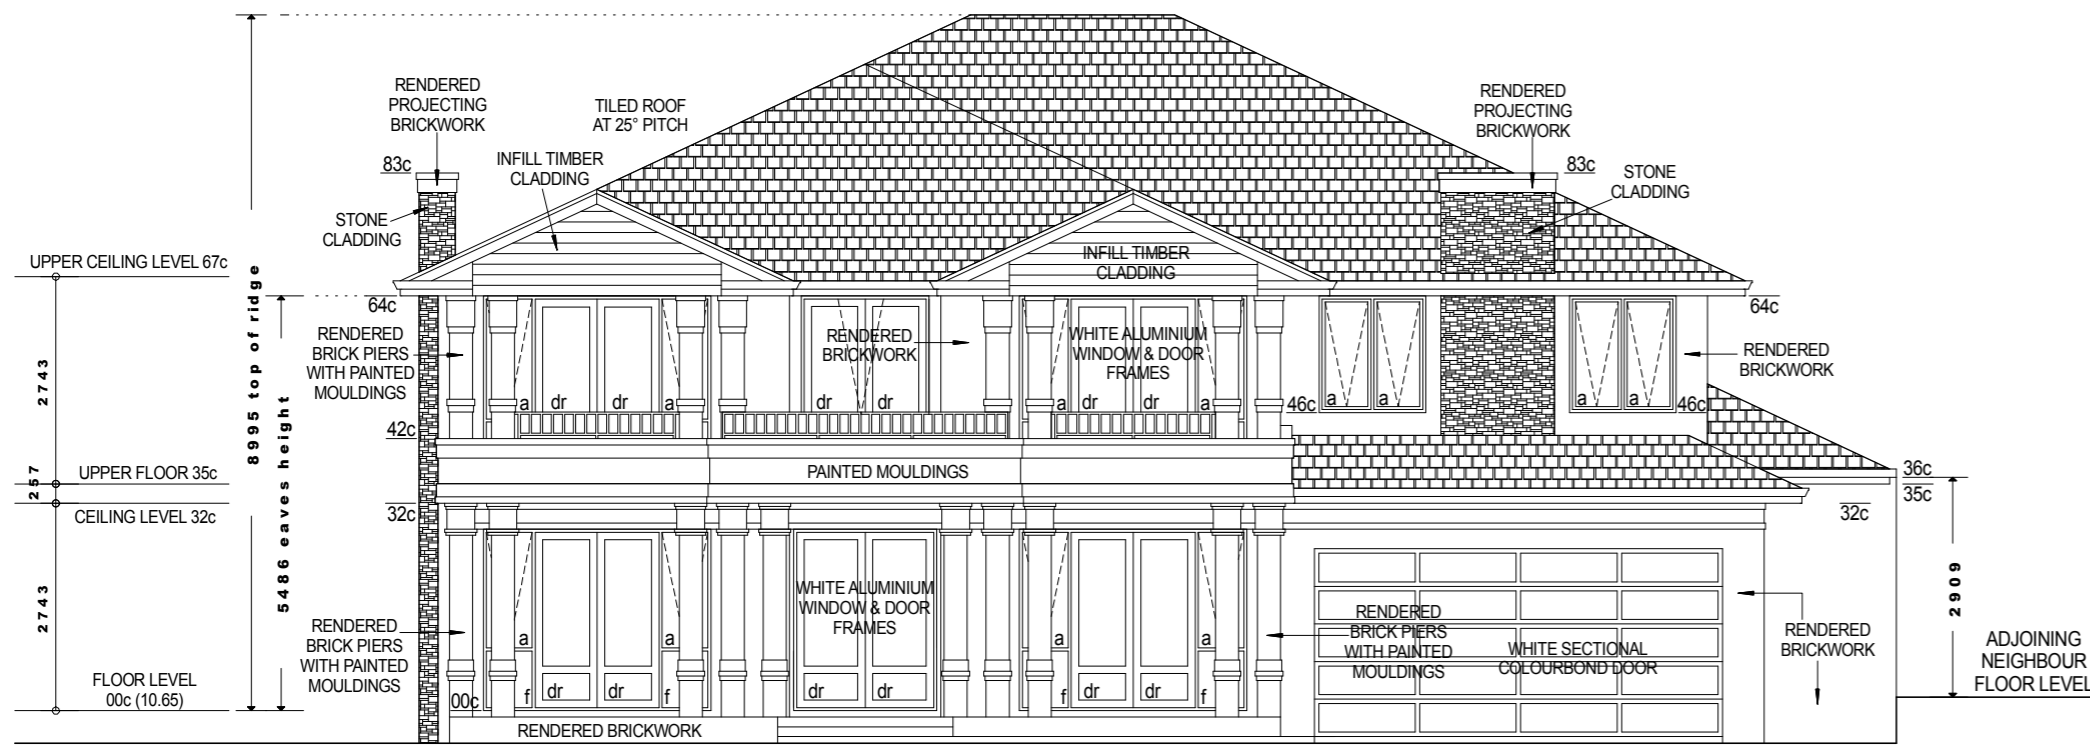 RENDERED
PROJECTING
BRICKWORK
TILED ROOF
AT 25° PITCH
RENDERED
PROJECTING
BRICKWORK
83c
INFILL TIMBER
CLADDING
83c
STONE
CLADDING
STONE
CLADDING
UPPER CEILING LEVEL 67c
INFILL TIMBER
CLADDING
64c
64c
8995 top of ridge
2743
RENDERED
BRICK PIERS
WITH PAINTED
MOULDINGS
RENDERED
BRICKWORK
WHITE ALUMINIUM
WINDOW & DOOR
FRAMES
RENDERED
BRICKWORK
a dr dr a
dr dr
a dr dr a
46c
a a
a a
46c
42c
5486 eaves height
257
UPPER FLOOR 35c
PAINTED MOULDINGS
36c
35c
CEILING LEVEL 32c
32c
32c
2743
2909
WHITE ALUMINIUM
WINDOW & DOOR
FRAMES
RENDERED
BRICK PIERS
WITH PAINTED
MOULDINGS
RENDERED
BRICK PIERS
WITH PAINTED
MOULDINGS
WHITE SECTIONAL
COLOURBOND DOOR
RENDERED
BRICKWORK
ADJOINING
NEIGHBOUR
FLOOR LEVEL
a a
a a
FLOOR LEVEL
00c (10.65)
00c
f dr dr f
dr dr
f dr dr f
RENDERED BRICKWORK